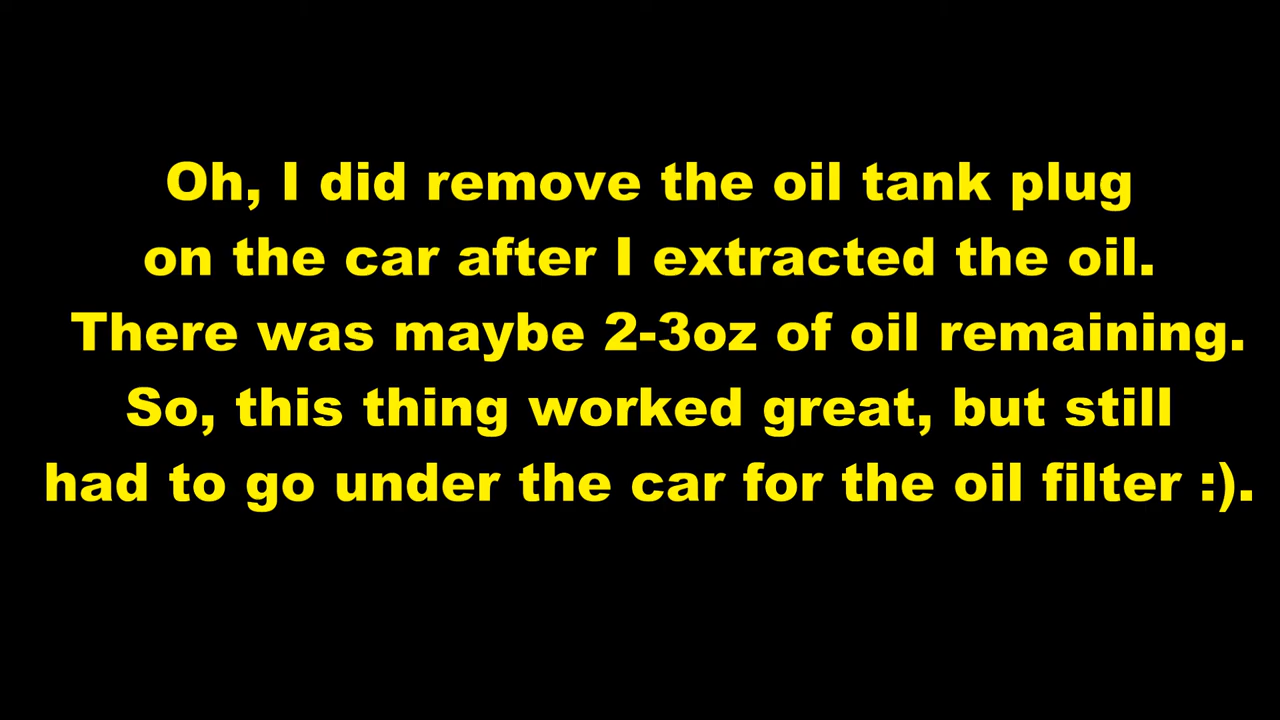 Oh, I did remove the oil tank plug
on the car after I extracted the oil.
There was maybe 2-3oz of oil remaining.
So, this thing worked great, but still
had to go under the car for the oil filter :).